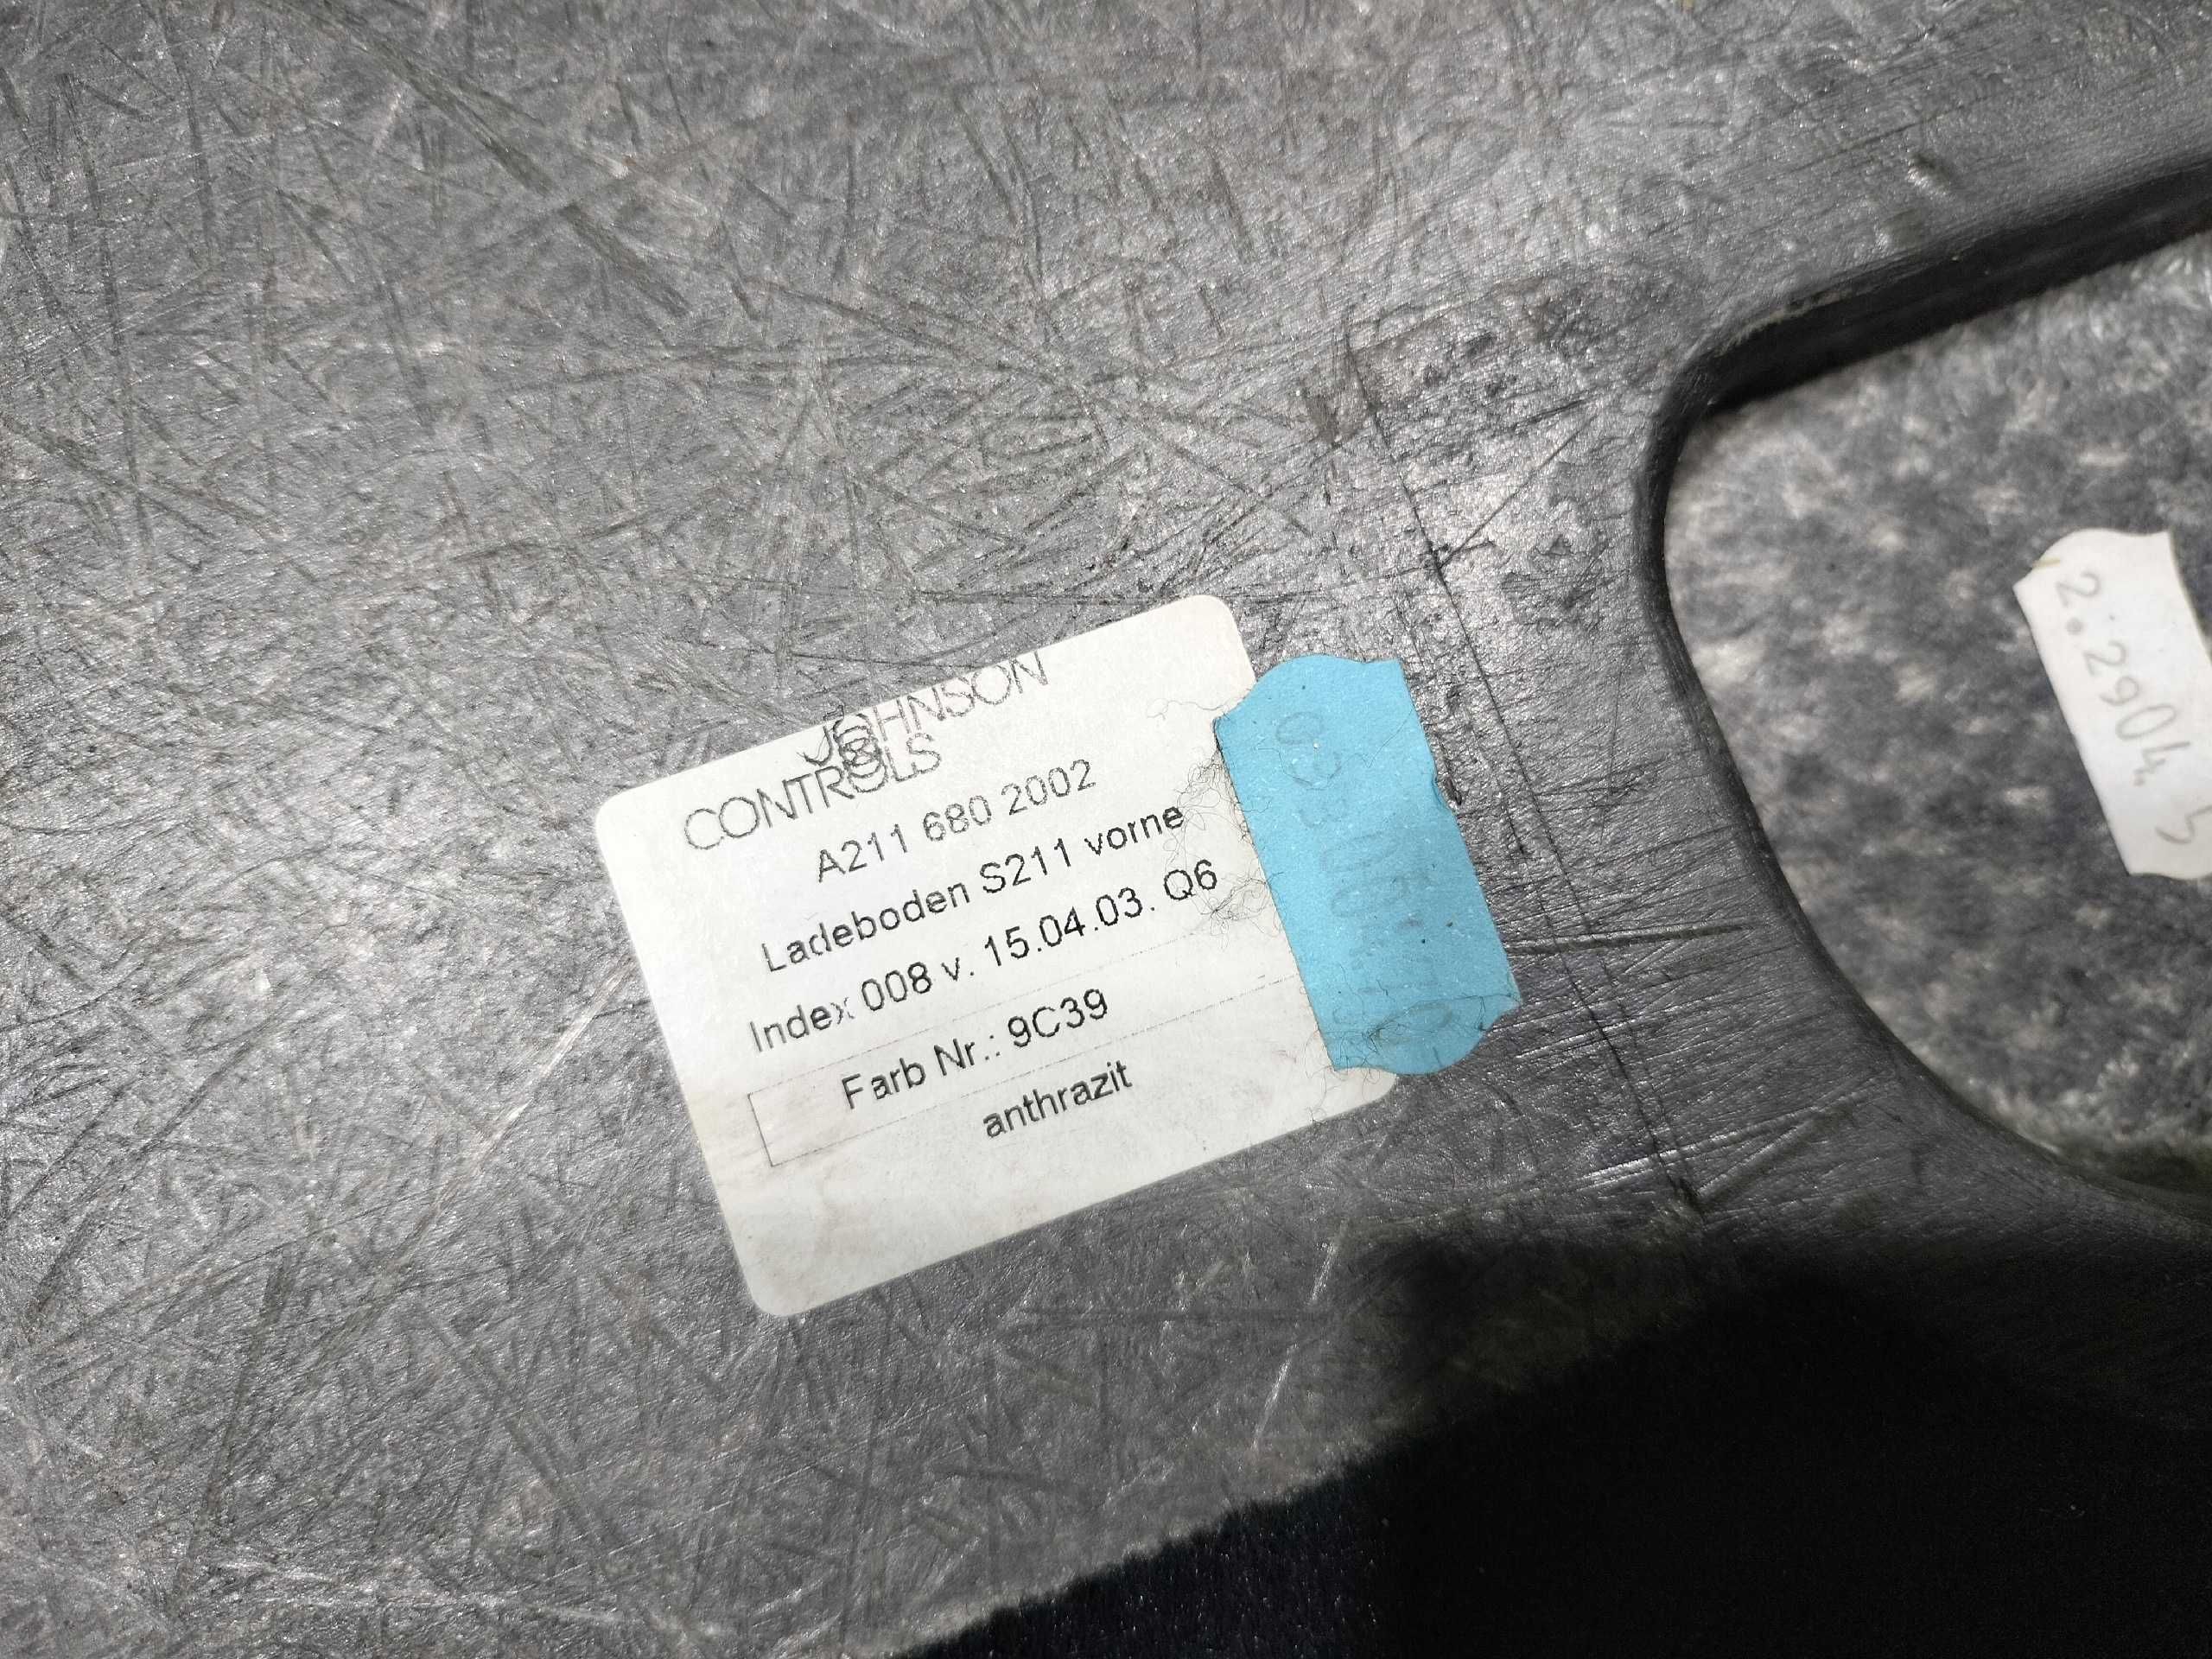 JOHNSON
CONTROLS
A211 680 2002
Ladeboden S211 vorne
Index 008 v. 15.04.03. Q6
Farb Nr.: 9C39
anthrazit
2.2904.5